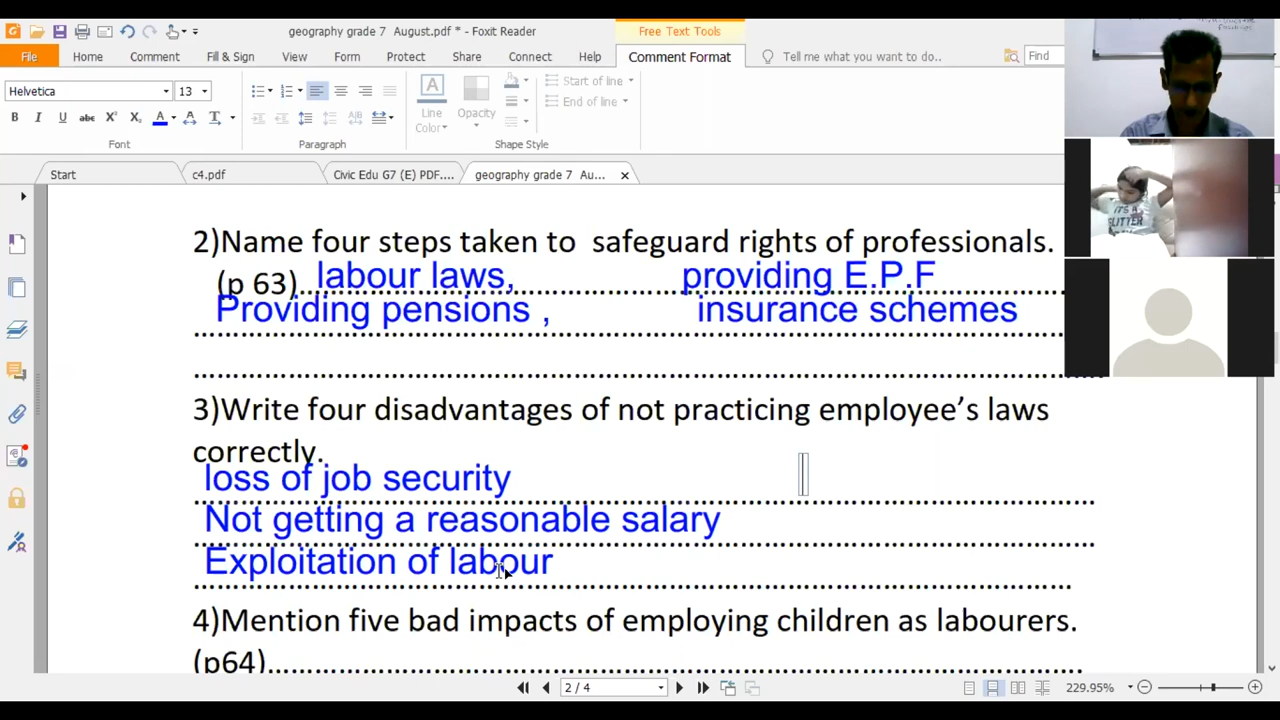 geography grade 7 August.pdf * - Foxit Reader
Free Text Tools
File Home Comment Fill & Sign View Form Protect Share Connect Help Comment Format Tell me what you want to do.. Find
Helvetica 13
Line Color
Opacity
Start of line
End of line
Font Paragraph Shape Style
Start c4.pdf Civic Edu G7 (E) PDF.... geography grade 7 Au...
2)Name four steps taken to safeguard rights of professionals.
(p 63) labour laws, providing E.P.F
Providing pensions , insurance schemes
3)Write four disadvantages of not practicing employee's laws
correctly.
loss of job security
Not getting a reasonable salary
Exploitation of labour
4)Mention five bad impacts of employing children as labourers.
(p64)
2 / 4 229.95%
IT'S A
GLITTER